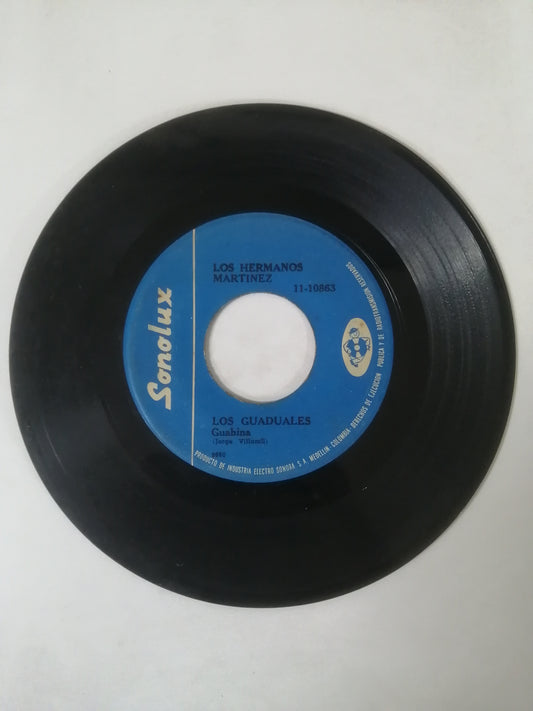 LOS HERMANOS
MARTINEZ
11-10863
Sonolux
LOS GUADUALES
Guabina
(Jorge Villamil)
PRODUCTO DE INDUSTRIA ELECTRO SONORA S. A. MEDELLIN COLOMBIA DERECHOS DE EJECUCION PUBLICA Y DE RADIOTRANSMISION RESERVADOS